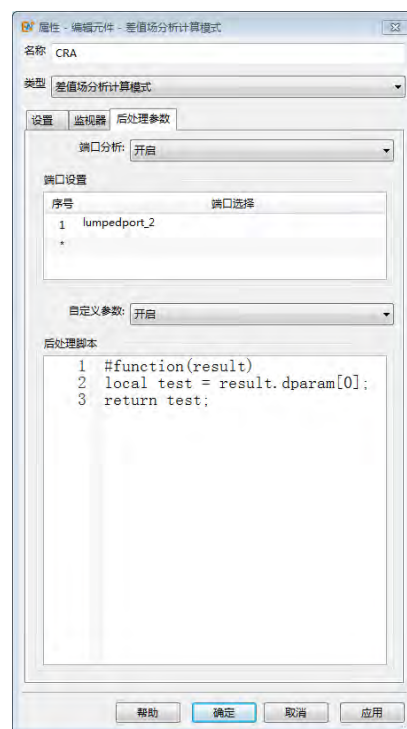 属性 - 编辑元件 - 差值场分析计算模式
名称 CRA
类型 差值场分析计算模式
设置 监视器 后处理参数
端口分析: 开启
端口设置
序号 端口选择
1 lumpedport_2
*
自定义参数: 开启
后处理脚本
1 #function(result)
2 local test = result.dparam[0];
3 return test;
帮助 确定 取消 应用